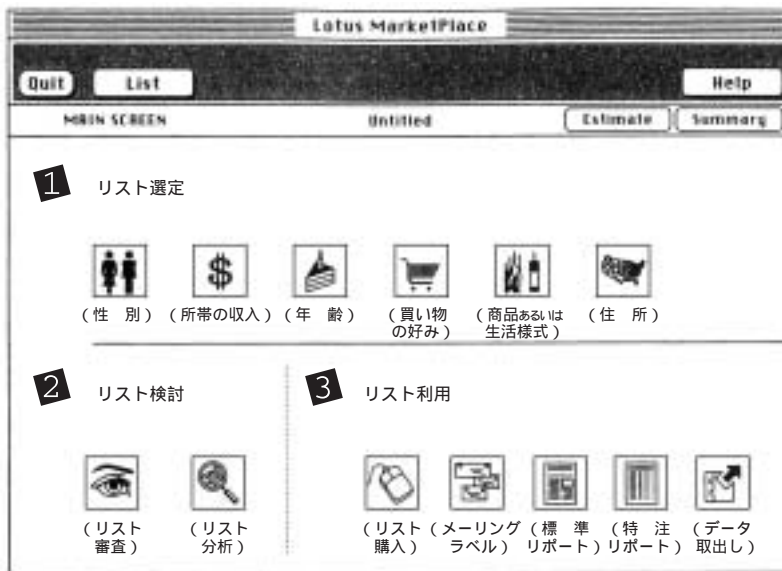 Lotus MarketPlace
Quit List Help
MAIN SCREEN Untitled Estimate Summary
1 リスト選定
(性 別) (所帯の収入) (年 齢) (買い物の好み) (商品あるいは生活様式) (住 所)
2 リスト検討
3 リスト利用
(リスト審査) (リスト分析)
(リスト購入) (メーリングラベル) (標 準リポート) (特 注リポート) (データ取出し)